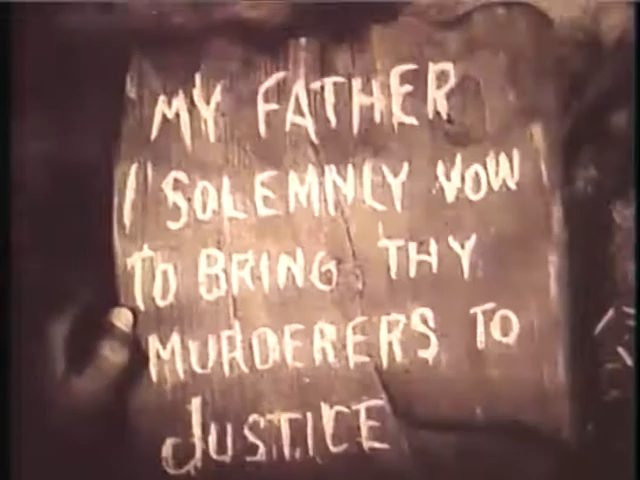 MY FATHER
I SOLEMNLY VOW
TO BRING THY
MURDERERS TO
JUSTICE